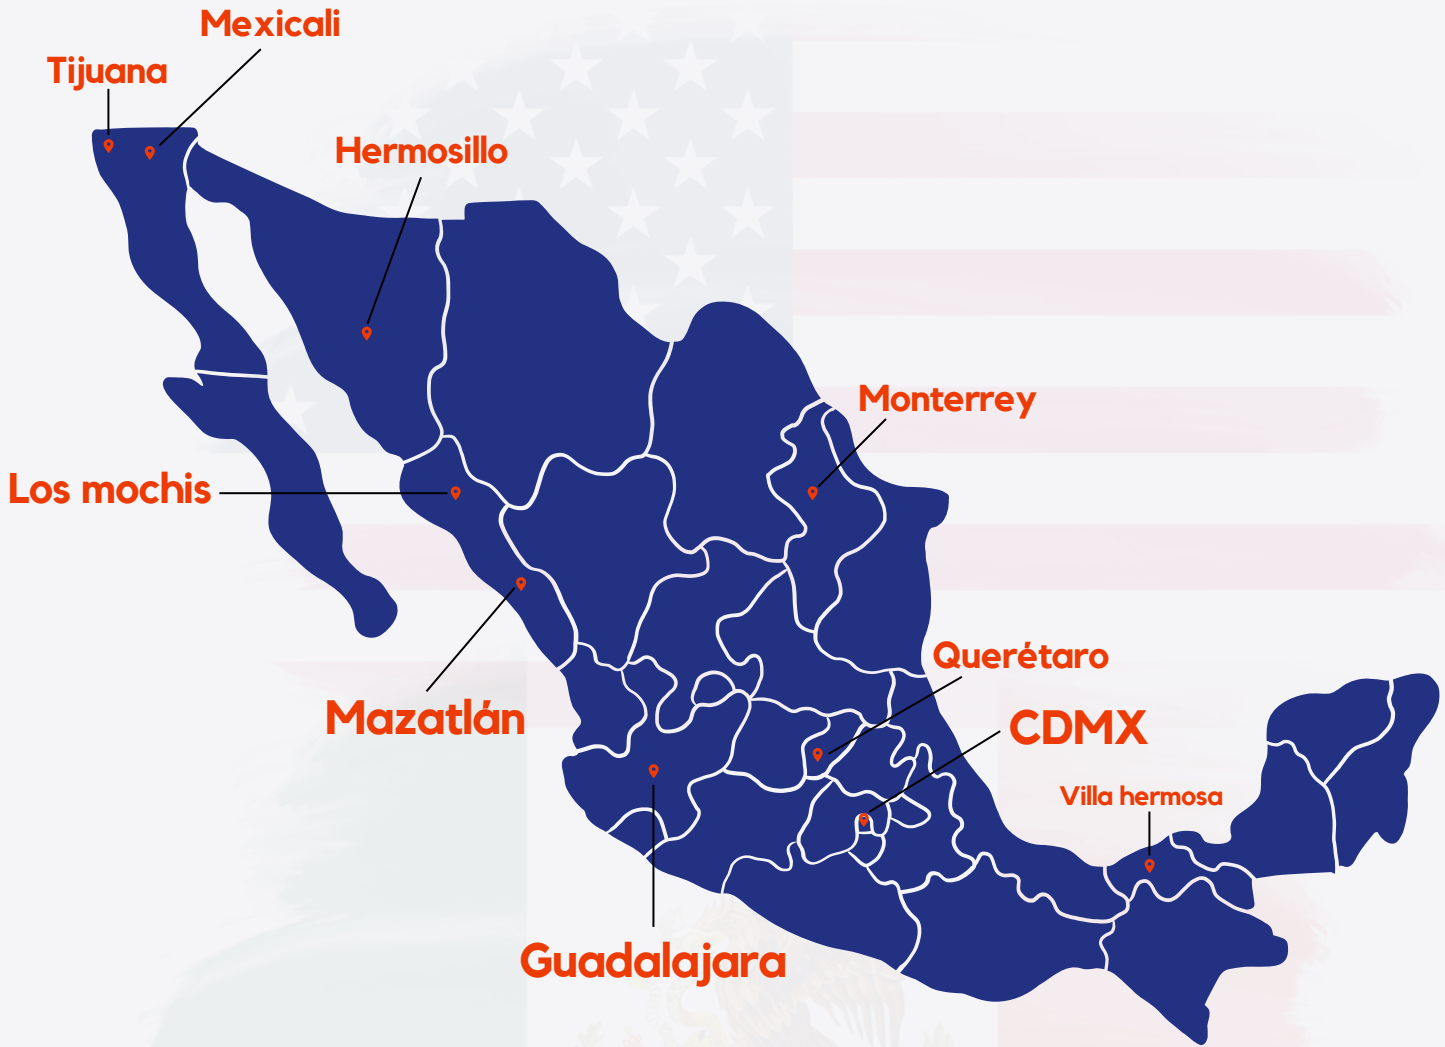 Mexicali
Tijuana
Hermosillo
Monterrey
Los mochis
Querétaro
Mazatlán
CDMX
Villa hermosa
Guadalajara